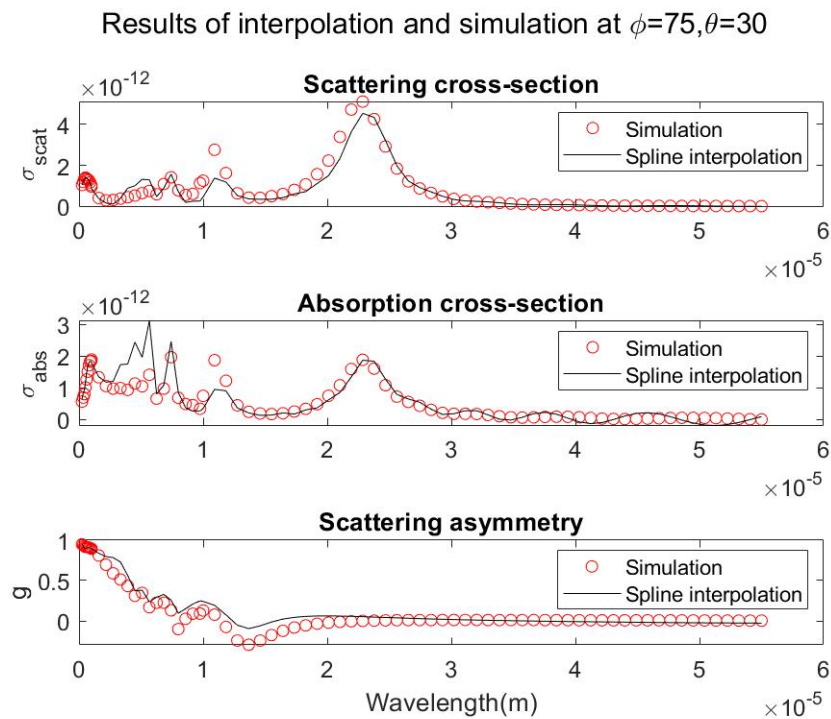 Results of interpolation and simulation at ϕ=75,θ=30
×10⁻¹²
Scattering cross-section
σscat
4
2
0
Simulation
Spline interpolation
0 1 2 3 4 5 6
×10⁻⁵
×10⁻¹²
Absorption cross-section
σabs
3
2
1
0
Simulation
Spline interpolation
0 1 2 3 4 5 6
×10⁻⁵
Scattering asymmetry
g
1
0.5
0
Simulation
Spline interpolation
0 1 2 3 4 5 6
Wavelength(m)
×10⁻⁵